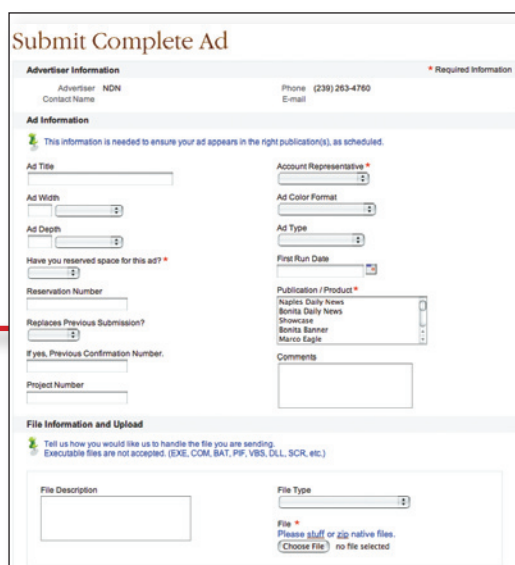 Submit Complete Ad
Advertiser Information
* Required Information
Advertiser NDN
Phone (239) 263-4760
Contact Name
E-mail
Ad Information
This information is needed to ensure your ad appears in the right publication(s), as scheduled.
Ad Title
Account Representative *
Ad Width
Ad Color Format
Ad Depth
Ad Type
Have you reserved space for this ad? *
First Run Date
Reservation Number
Publication / Product *
Naples Daily News
Bonita Daily News
Showcase
Bonita Banner
Marco Eagle
Replaces Previous Submission?
If yes, Previous Confirmation Number.
Comments
Project Number
File Information and Upload
Tell us how you would like us to handle the file you are sending.
Executable files are not accepted. (EXE, COM, BAT, PIF, VBS, DLL, SCR, etc.)
File Description
File Type
File *
Please stuff or zip native files.
Choose File no file selected